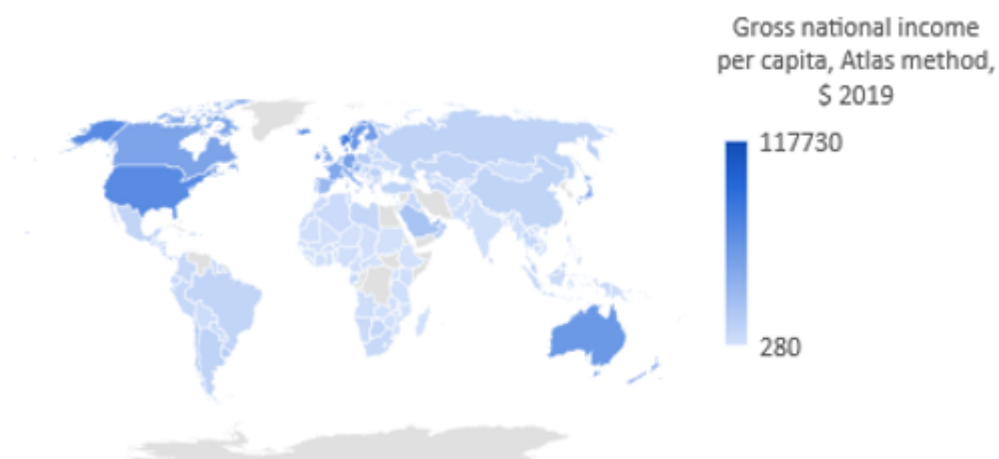 Gross national income
per capita, Atlas method,
$ 2019
117730
280